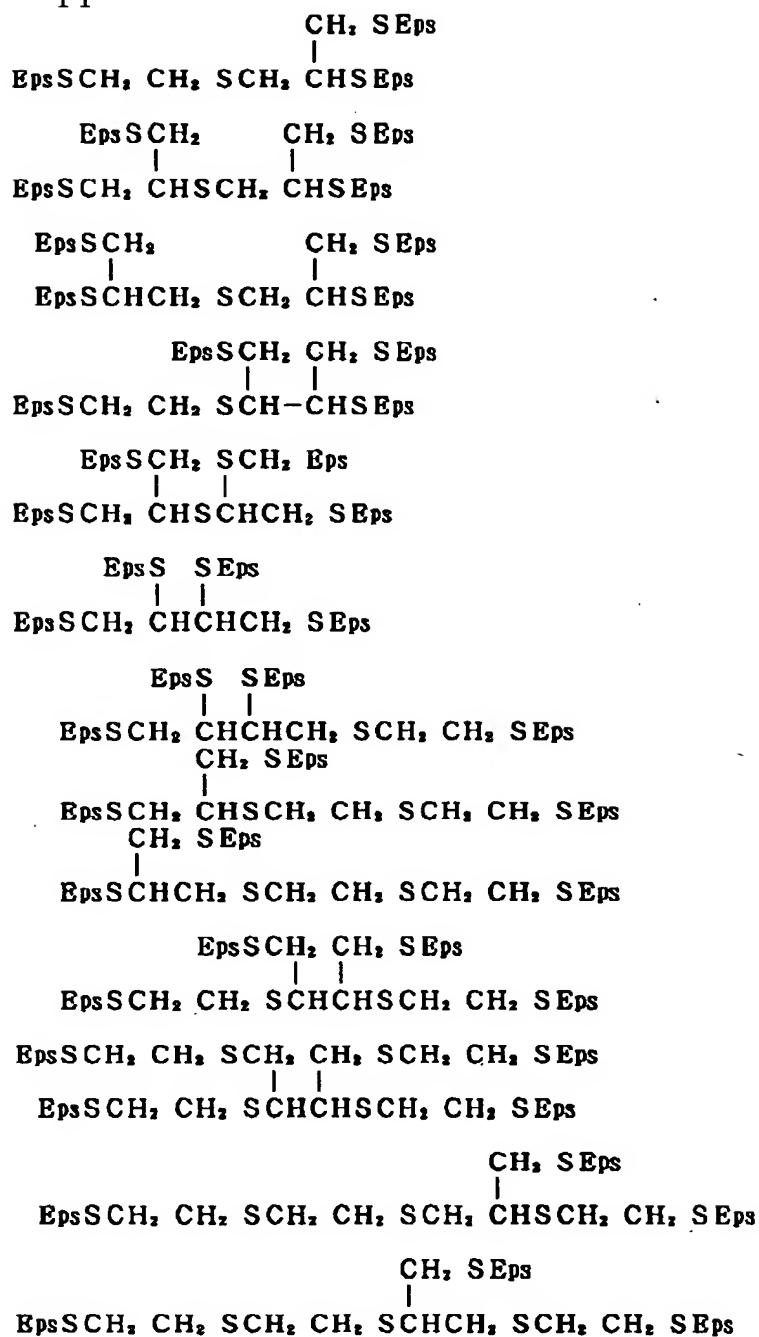 CH₂ SEps
EpsSCH₂ CH₂ SCH₂ CHSEps
EpsSCH₂ CH₂ SEps
EpsSCH₂ CHSCH₂ CHSEps
EpsSCH₂ CH₂ SEps
EpsSCHCH₂ SCH₂ CHSEps
EpsSCH₂ CH₂ SEps
EpsSCH₂ CH₂ SCH-CHSEps
EpsSCH₂ SCH₂ Eps
EpsSCH₂ CHSCHCH₂ SEps
EpsS SEps
EpsSCH₂ CHCHCH₂ SEps
EpsS SEps
EpsSCH₂ CHCHCH₂ SCH₂ CH₂ SEps
CH₂ SEps
EpsSCH₂ CHSCH₂ CH₂ SCH₂ CH₂ SEps
CH₂ SEps
EpsSCHCH₂ SCH₂ CH₂ SCH₂ CH₂ SEps
EpsSCH₂ CH₂ SEps
EpsSCH₂ CH₂ SCHCHSCH₂ CH₂ SEps
EpsSCH₂ CH₂ SCH₂ CH₂ SCH₂ CH₂ SEps
EpsSCH₂ CH₂ SCHCHSCH₂ CH₂ SEps
CH₂ SEps
EpsSCH₂ CH₂ SCH₂ CH₂ SCH₂ CHSCH₂ CH₂ SEps
CH₂ SEps
EpsSCH₂ CH₂ SCH₂ CH₂ SCHCH₂ SCH₂ CH₂ SEps